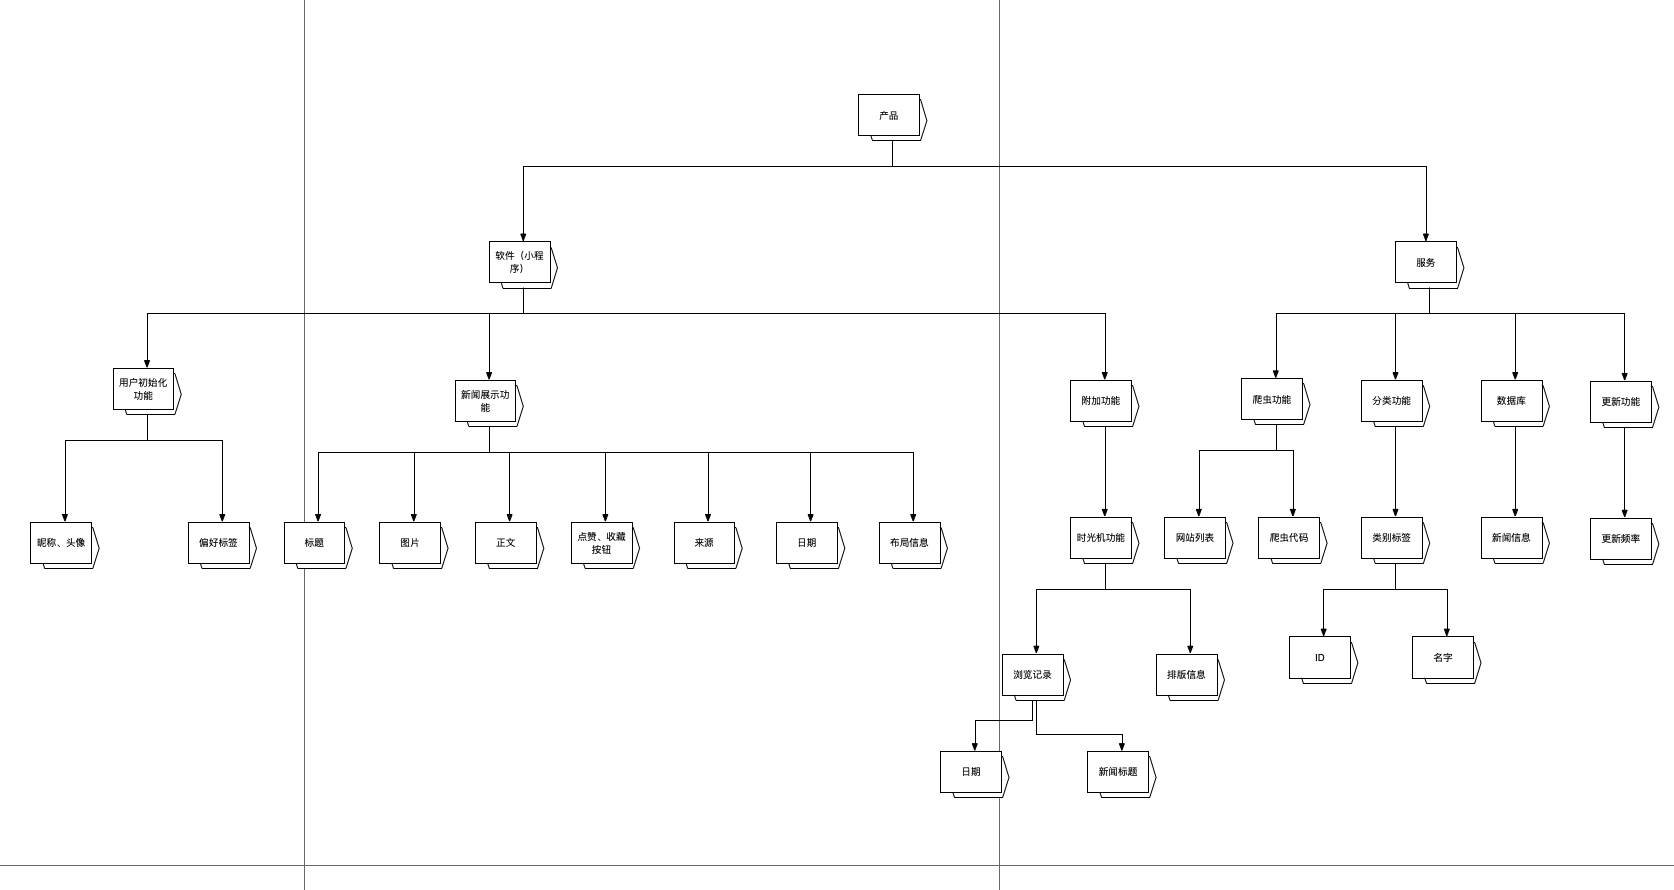 产品
软件（小程
序）
服务
用户初始化
功能
新闻展示功
能
附加功能
爬虫功能
分类功能
数据库
更新功能
昵称、头像
偏好标签
标题
图片
正文
点赞、收藏
按钮
来源
日期
布局信息
时光机功能
网站列表
爬虫代码
类别标签
新闻信息
更新频率
浏览记录
排版信息
ID
名字
日期
新闻标题